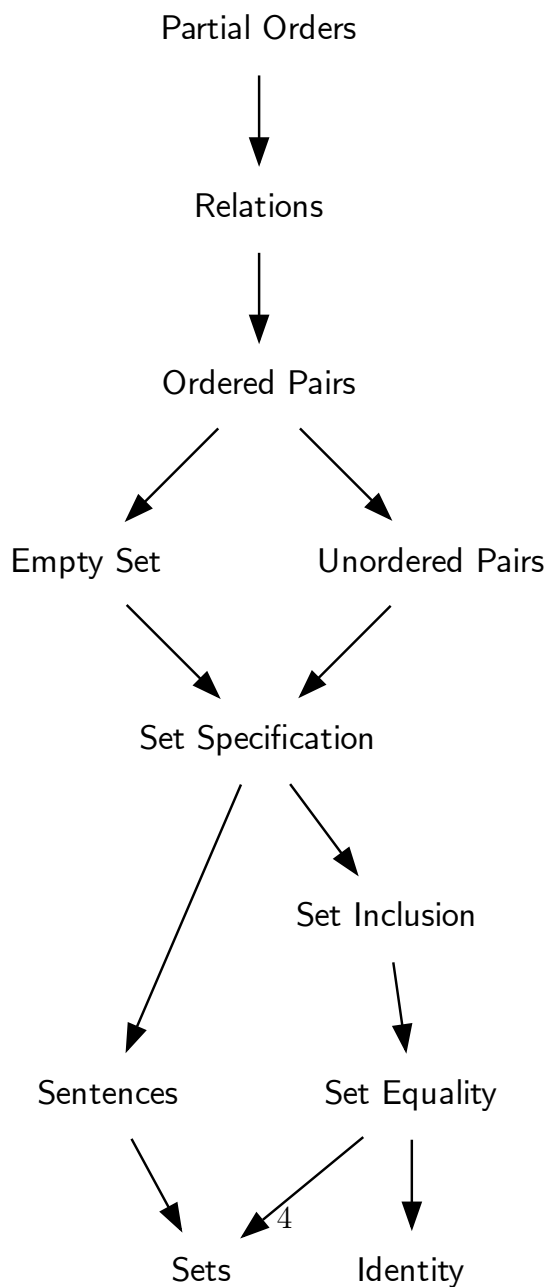 Partial Orders
Relations
Ordered Pairs
Empty Set
Unordered Pairs
Set Specification
Set Inclusion
Sentences
Set Equality
4
Sets
Identity